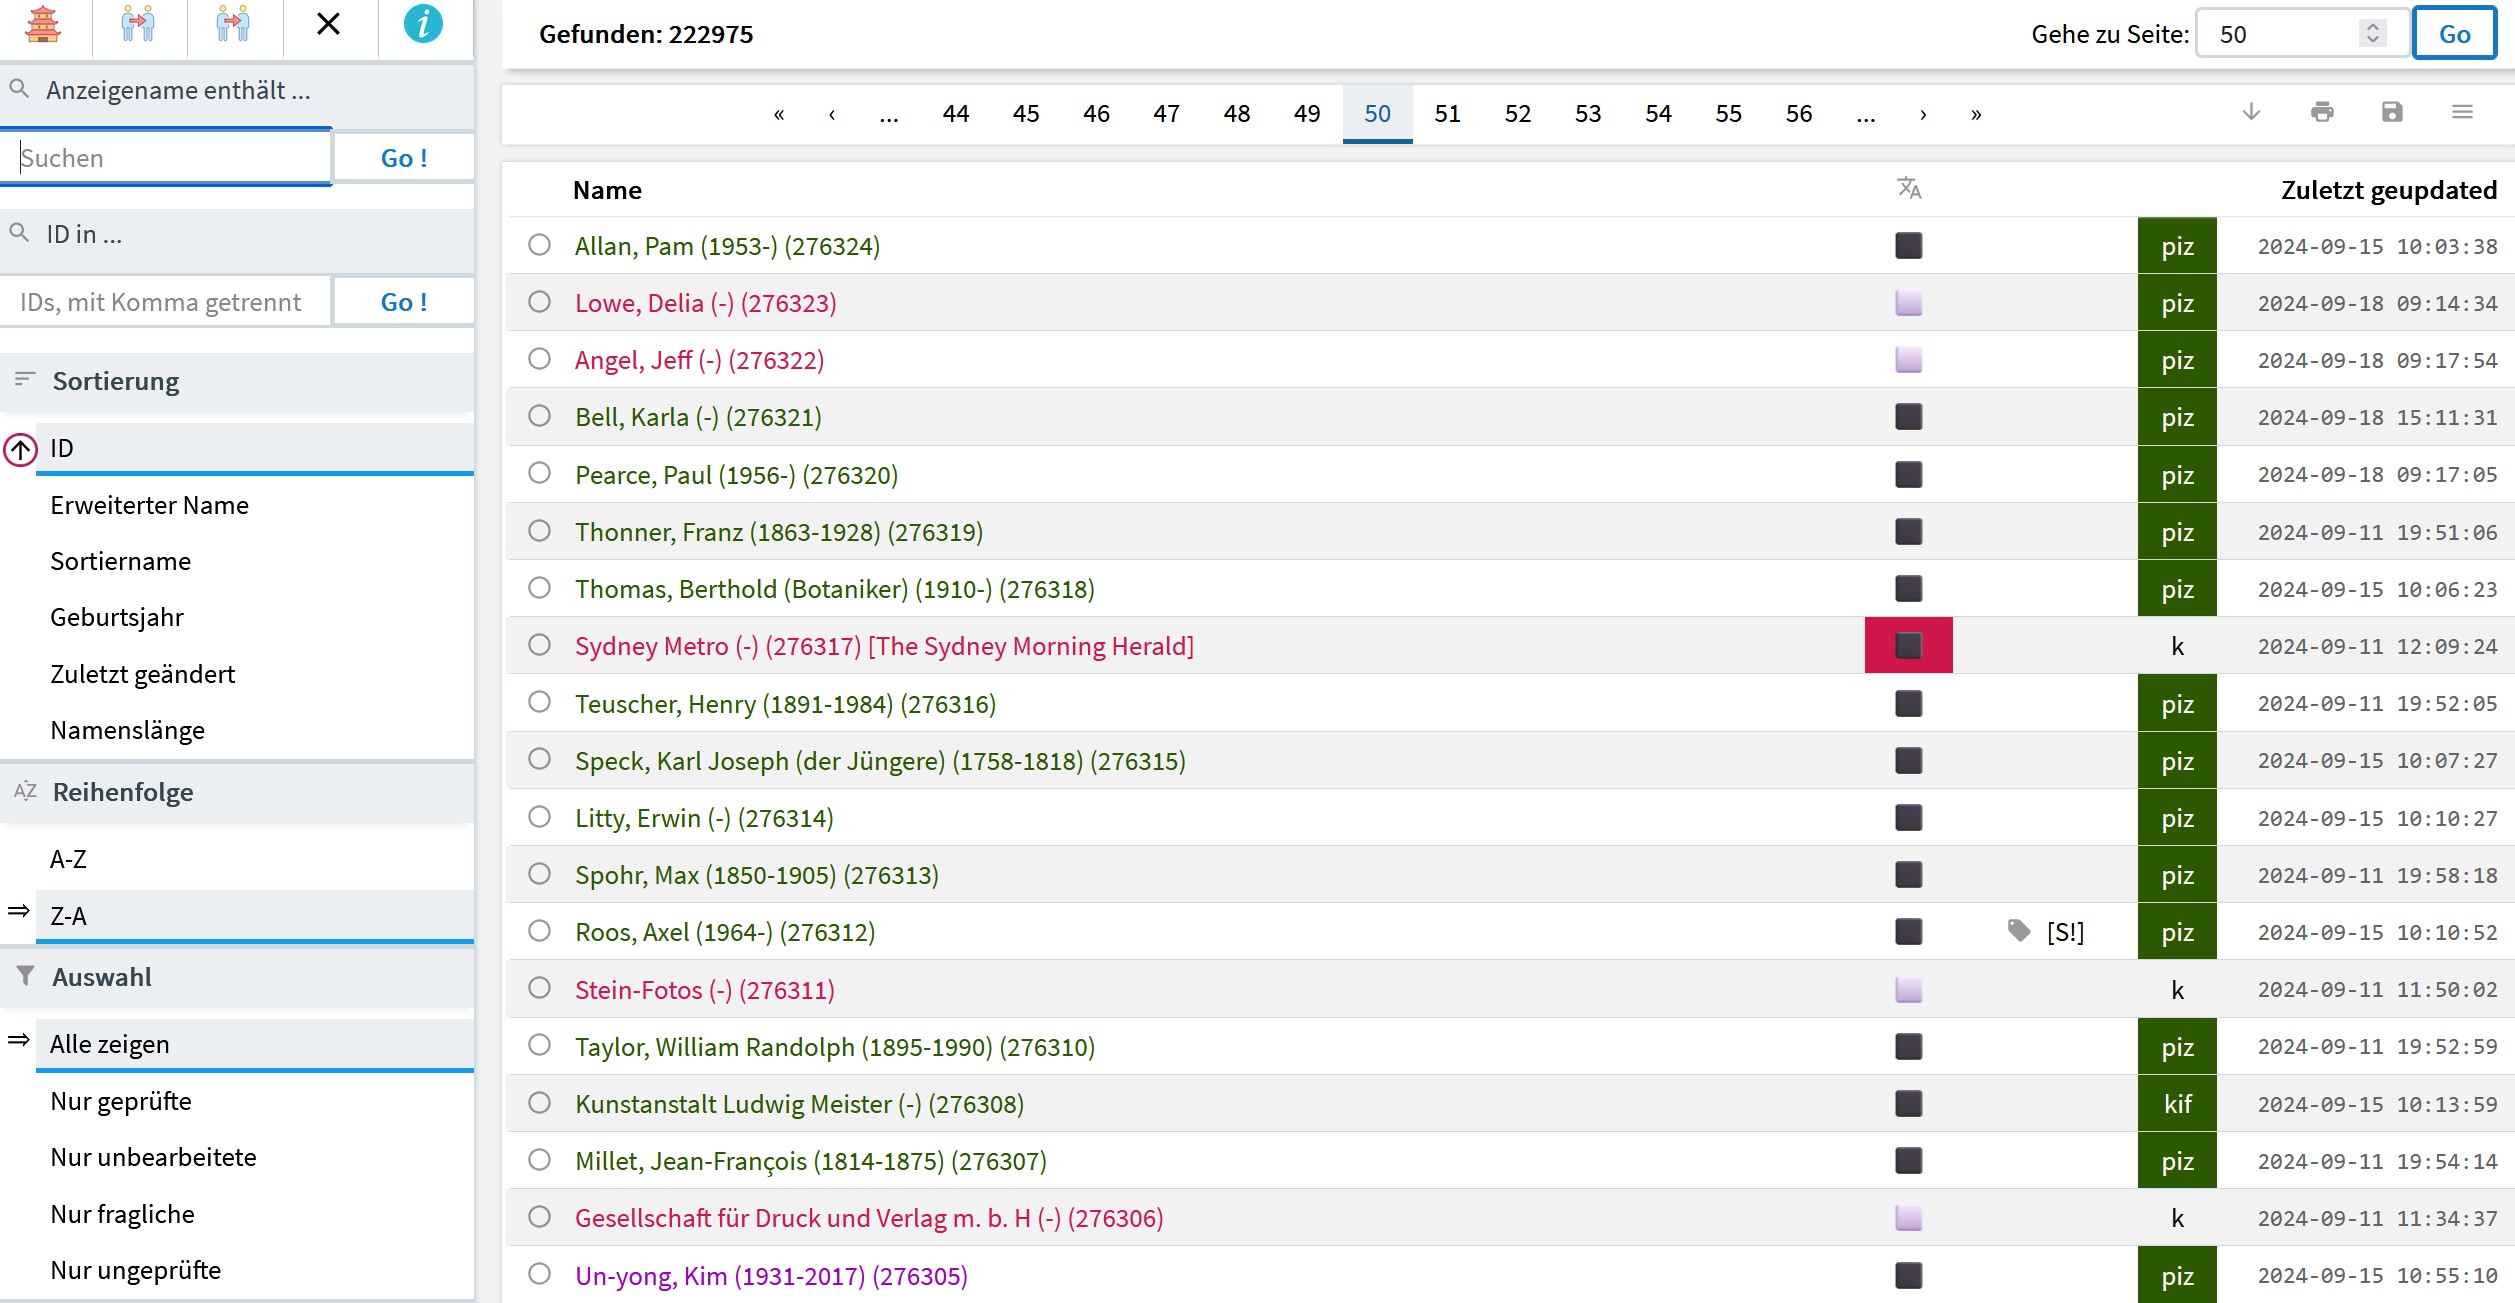 Gefunden: 222975
Gehe zu Seite: 50 Go
Anzeigename enthält ...
Suchen Go !
ID in ...
IDs, mit Komma getrennt Go !
Sortierung
ID
Erweiterter Name
Sortiername
Geburtsjahr
Zuletzt geändert
Namenslänge
Reihenfolge
A-Z
Z-A
Auswahl
Alle zeigen
Nur geprüfte
Nur unbearbeitete
Nur fragliche
Nur ungeprüfte
« ‹ ... 44 45 46 47 48 49 50 51 52 53 54 55 56 ... › »
Name Zuletzt geupdated
Allan, Pam (1953-) (276324) piz 2024-09-15 10:03:38
Lowe, Delia (-) (276323) piz 2024-09-18 09:14:34
Angel, Jeff (-) (276322) piz 2024-09-18 09:17:54
Bell, Karla (-) (276321) piz 2024-09-18 15:11:31
Pearce, Paul (1956-) (276320) piz 2024-09-18 09:17:05
Thonner, Franz (1863-1928) (276319) piz 2024-09-11 19:51:06
Thomas, Berthold (Botaniker) (1910-) (276318) piz 2024-09-15 10:06:23
Sydney Metro (-) (276317) [The Sydney Morning Herald] k 2024-09-11 12:09:24
Teuscher, Henry (1891-1984) (276316) piz 2024-09-11 19:52:05
Speck, Karl Joseph (der Jüngere) (1758-1818) (276315) piz 2024-09-15 10:07:27
Litty, Erwin (-) (276314) piz 2024-09-15 10:10:27
Spohr, Max (1850-1905) (276313) piz 2024-09-11 19:58:18
Roos, Axel (1964-) (276312) [S!] piz 2024-09-15 10:10:52
Stein-Fotos (-) (276311) k 2024-09-11 11:50:02
Taylor, William Randolph (1895-1990) (276310) piz 2024-09-11 19:52:59
Kunstanstalt Ludwig Meister (-) (276308) kif 2024-09-15 10:13:59
Millet, Jean-François (1814-1875) (276307) piz 2024-09-11 19:54:14
Gesellschaft für Druck und Verlag m. b. H (-) (276306) k 2024-09-11 11:34:37
Un-yong, Kim (1931-2017) (276305) piz 2024-09-15 10:55:10